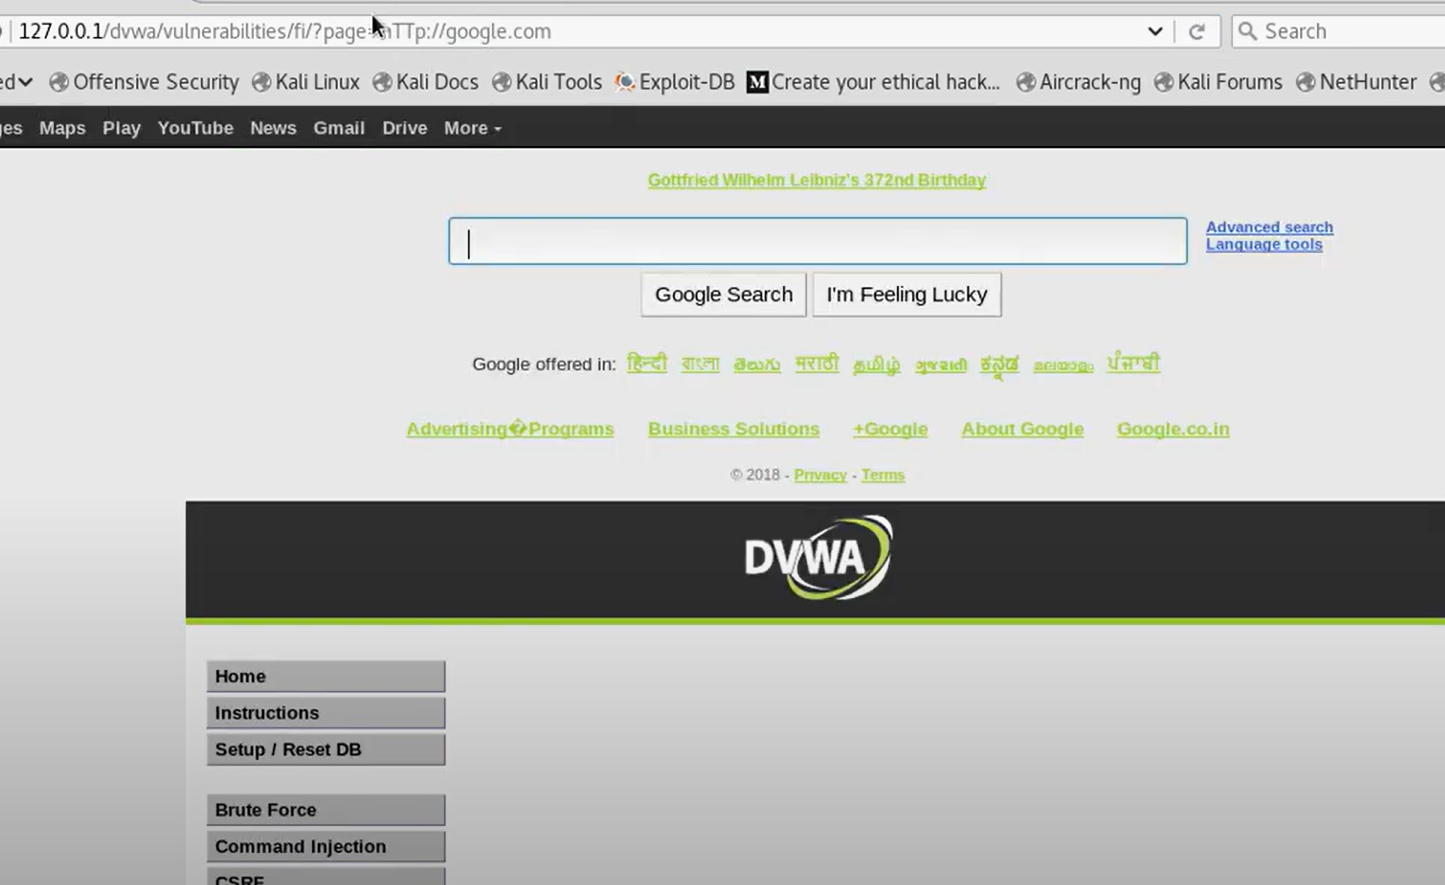 127.0.0.1/dvwa/vulnerabilities/fi/?page TTp://google.com Search
Offensive Security Kali Linux Kali Docs Kali Tools Exploit-DB M Create your ethical hack... Aircrack-ng Kali Forums NetHunter
Maps Play YouTube News Gmail Drive More
Gottfried Wilhelm Leibniz's 372nd Birthday
Advanced search
Language tools
Google Search I'm Feeling Lucky
Google offered in: हिन्दी বাংলা తెలుగు मराठी தமிழ் ગુજરાતી ಕನ್ನಡ മലയാളം ਪੰਜਾਬੀ
Advertising�Programs Business Solutions +Google About Google Google.co.in
© 2018 - Privacy - Terms
DVWA
Home
Instructions
Setup / Reset DB
Brute Force
Command Injection
CSRF